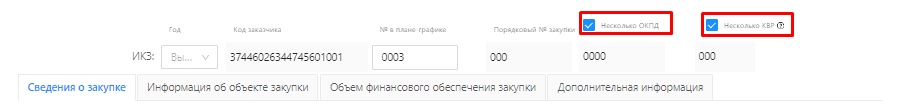 Год Код заказчика № в плане-графике Порядковый № закупки Несколько ОКПД Несколько КВР
ИКЗ: Вы... 37446026344745601001 0003 000 0000 000
Сведения о закупке Информация об объекте закупки Объем финансового обеспечения закупки Дополнительная информация